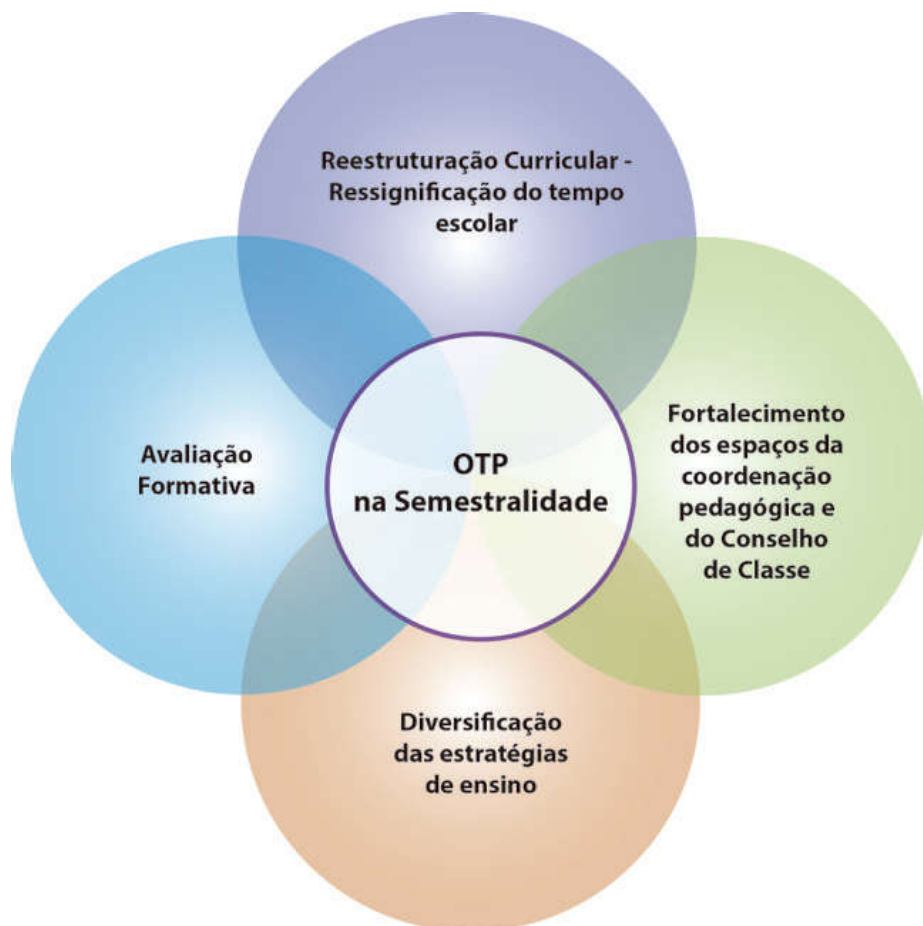 Reestruturação Curricular -
Ressignificação do tempo
escolar
Avaliação
Formativa
OTP
na Semestralidade
Fortalecimento
dos espaços da
coordenação
pedagógica e
do Conselho
de Classe
Diversificação
das estratégias
de ensino